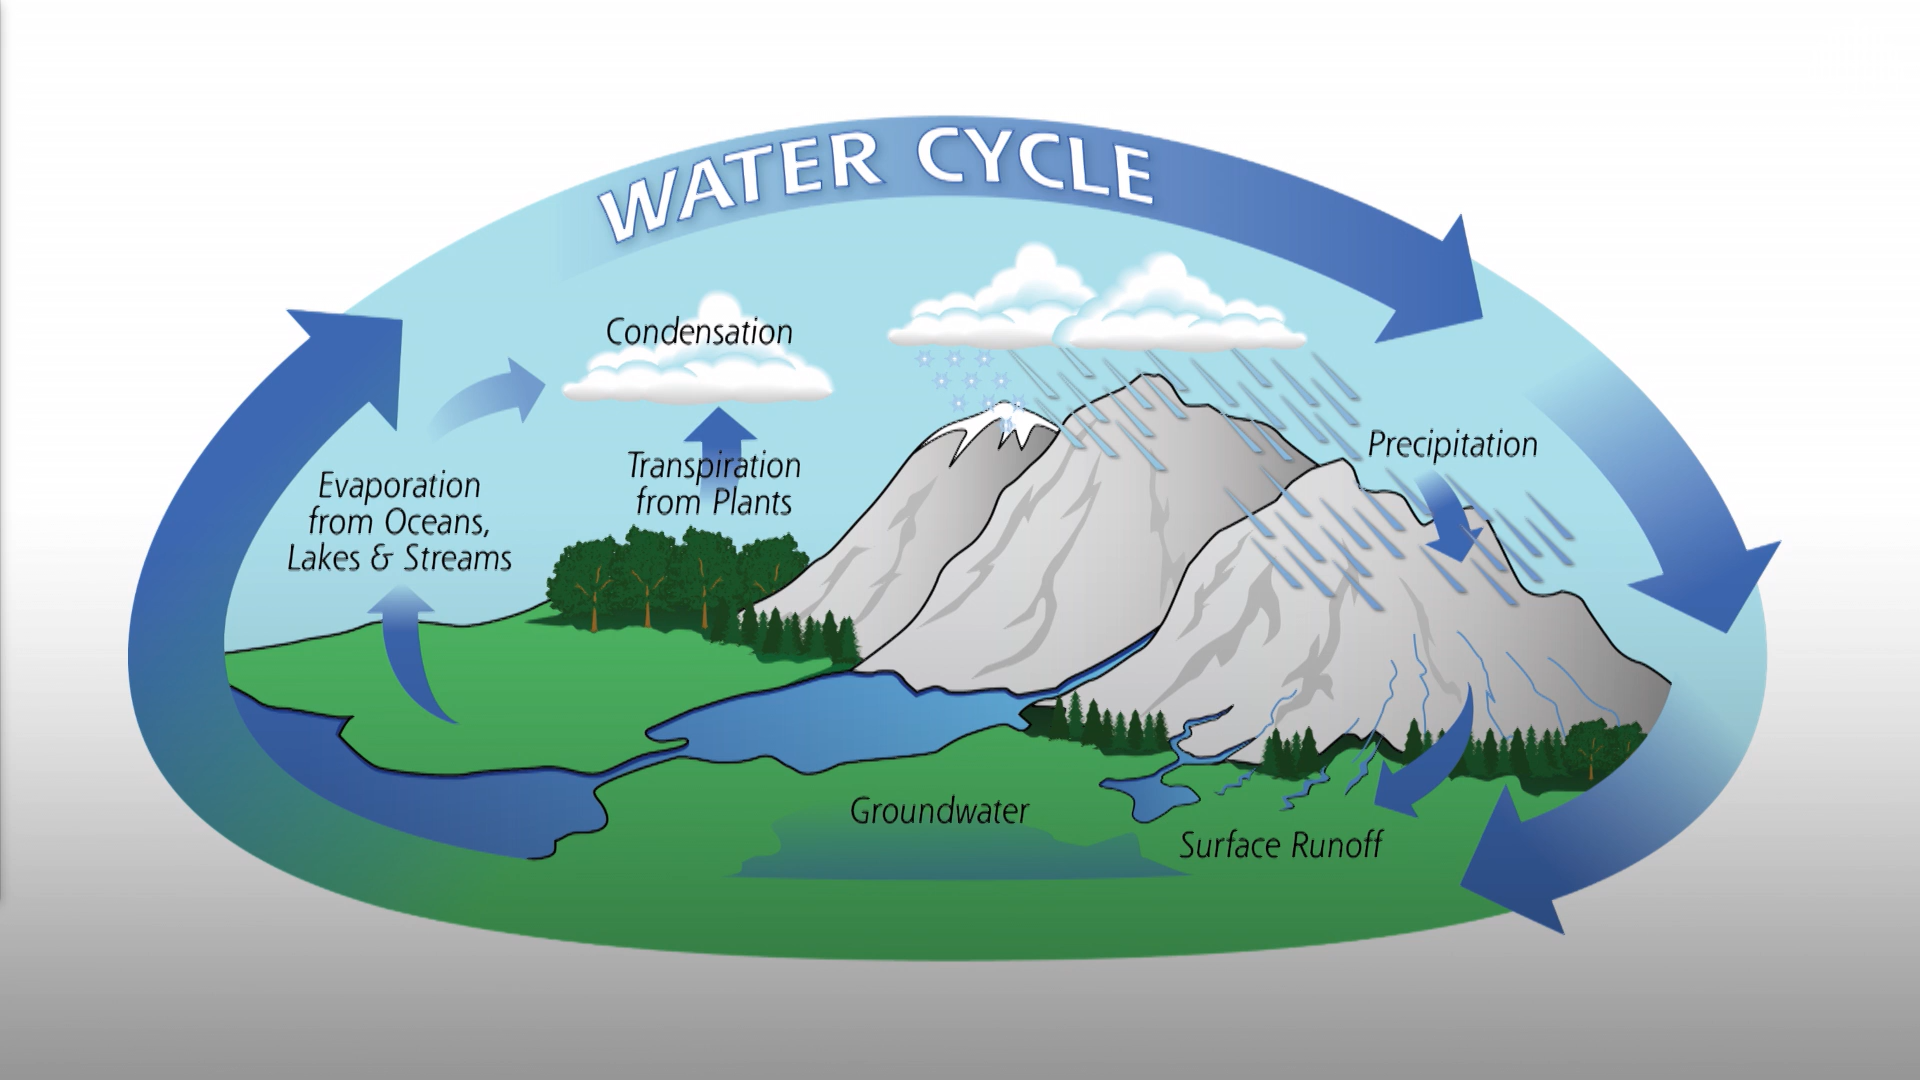 WATER CYCLE
Condensation
Precipitation
Transpiration
from Plants
Evaporation
from Oceans,
Lakes & Streams
Groundwater
Surface Runoff